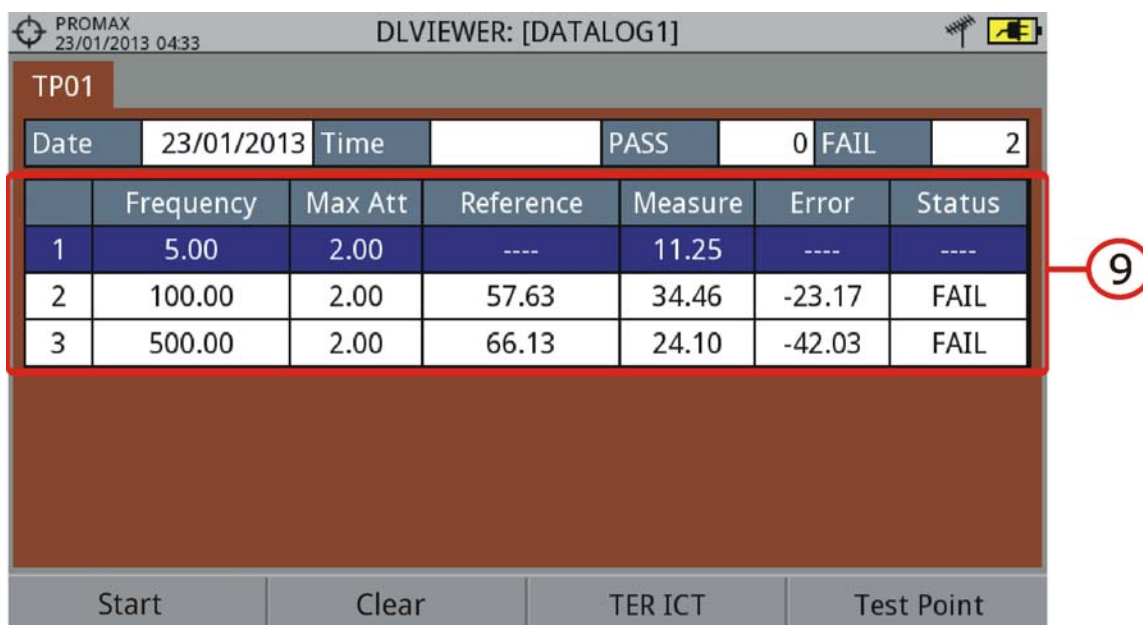 PROMAX
23/01/2013 04:33
DLVIEWER: [DATALOG1]
TP01
Date 23/01/2013 Time PASS 0 FAIL 2
Frequency Max Att Reference Measure Error Status
1 5.00 2.00 ---- 11.25 ---- ----
2 100.00 2.00 57.63 34.46 -23.17 FAIL
3 500.00 2.00 66.13 24.10 -42.03 FAIL
9
Start Clear TER ICT Test Point